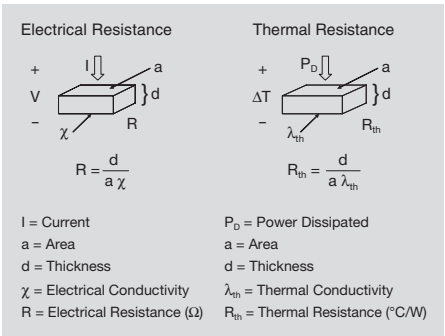 Electrical Resistance
+ I a
V } d
− χ R
R = d / a χ
I = Current
a = Area
d = Thickness
χ = Electrical Conductivity
R = Electrical Resistance (Ω)
Thermal Resistance
+ P_D a
ΔT } d
− λ_th R_th
R_th = d / a λ_th
P_D = Power Dissipated
a = Area
d = Thickness
λ_th = Thermal Conductivity
R_th = Thermal Resistance (°C/W)